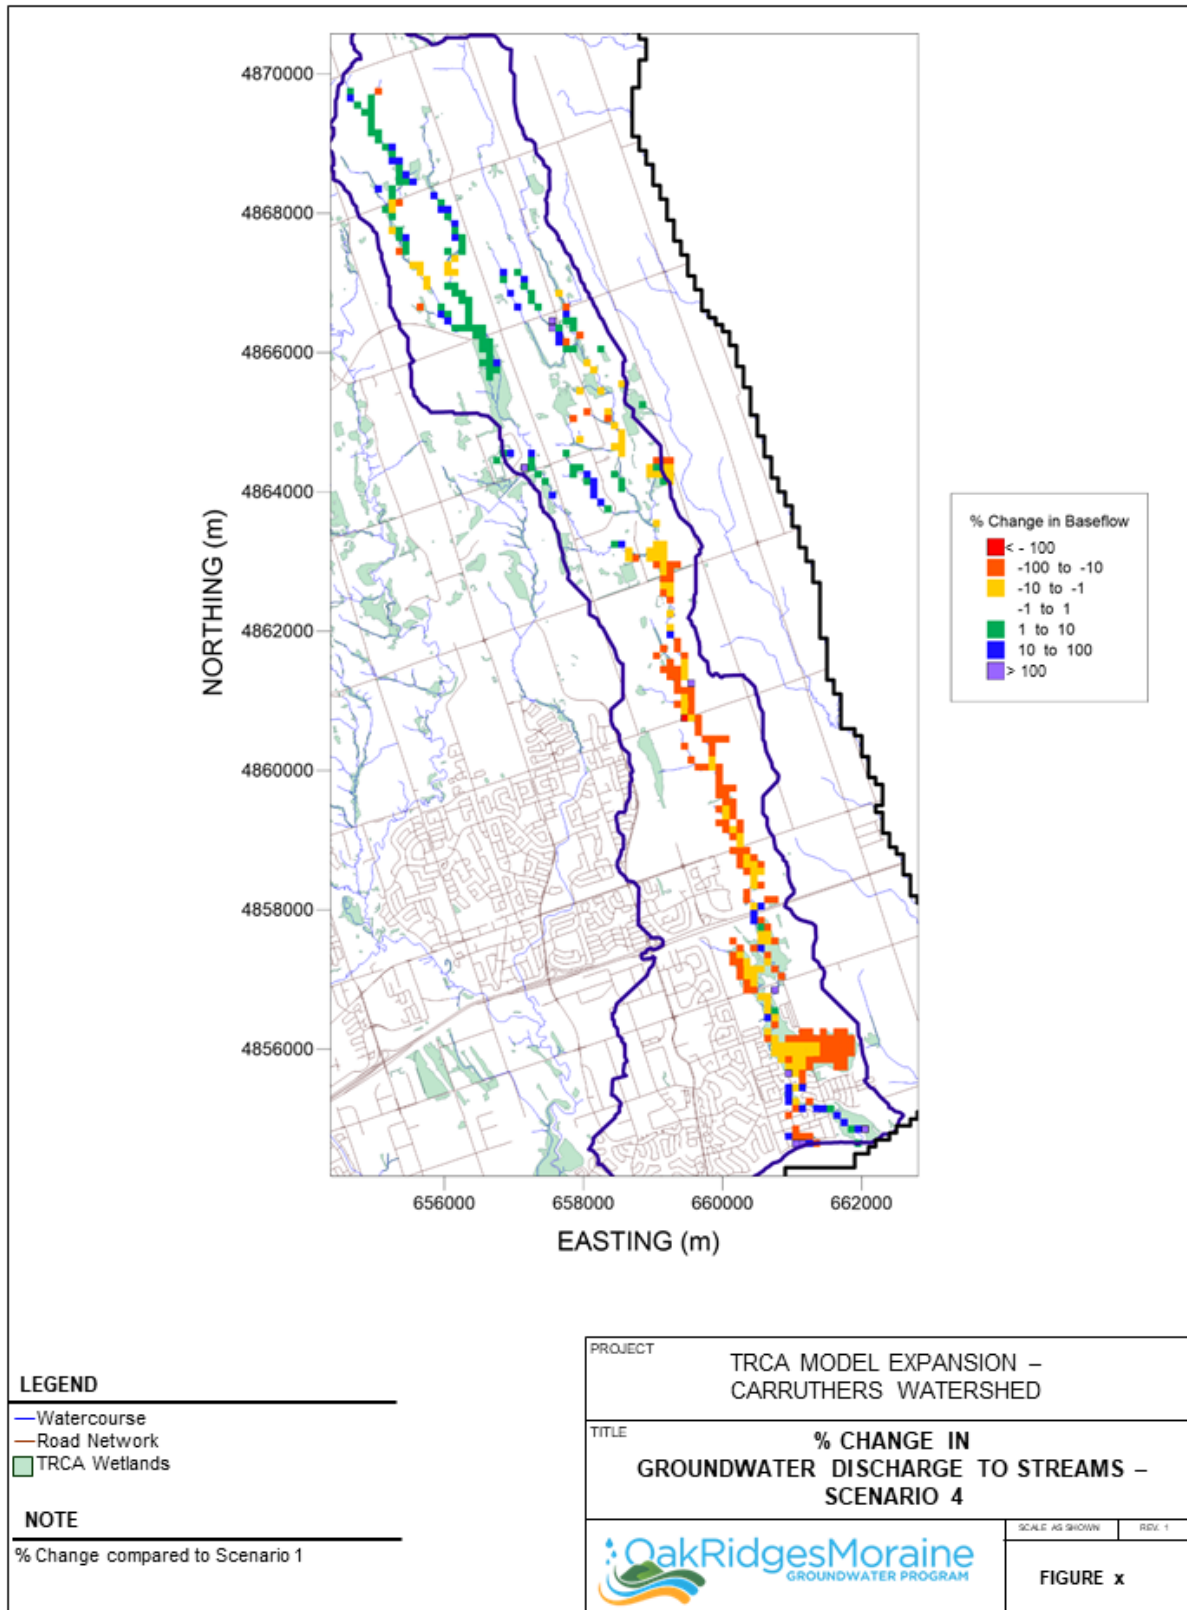 4870000
4868000
4866000
4864000
4862000
4860000
4858000
4856000
NORTHING (m)
656000
658000
660000
662000
EASTING (m)
% Change in Baseflow
< - 100
-100 to -10
-10 to -1
-1 to 1
1 to 10
10 to 100
> 100
LEGEND
Watercourse
Road Network
TRCA Wetlands
NOTE
% Change compared to Scenario 1
PROJECT
TRCA MODEL EXPANSION –
CARRUTHERS WATERSHED
TITLE
% CHANGE IN
GROUNDWATER DISCHARGE TO STREAMS –
SCENARIO 4
OakRidgesMoraine
GROUNDWATER PROGRAM
SCALE AS SHOWN
REV. 1
FIGURE x